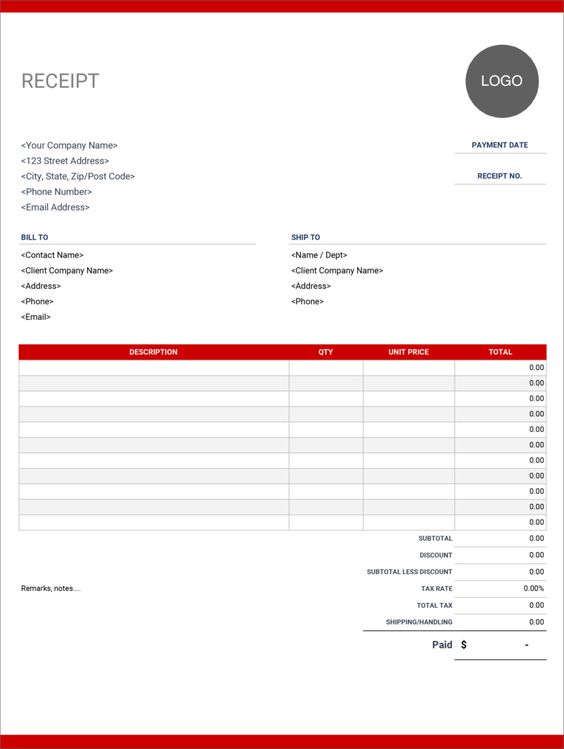 RECEIPT
LOGO
<Your Company Name>
PAYMENT DATE
<123 Street Address>
<City, State, Zip/Post Code>
RECEIPT NO.
<Phone Number>
<Email Address>
BILL TO
SHIP TO
<Contact Name>
<Name / Dept>
<Client Company Name>
<Client Company Name>
<Address>
<Address>
<Phone>
<Phone>
<Email>
DESCRIPTION QTY UNIT PRICE TOTAL
0.00
0.00
0.00
0.00
0.00
0.00
0.00
0.00
0.00
0.00
0.00
SUBTOTAL 0.00
DISCOUNT 0.00
SUBTOTAL LESS DISCOUNT 0.00
Remarks, notes....
TAX RATE 0.00%
TOTAL TAX 0.00
SHIPPING/HANDLING 0.00
Paid $ -